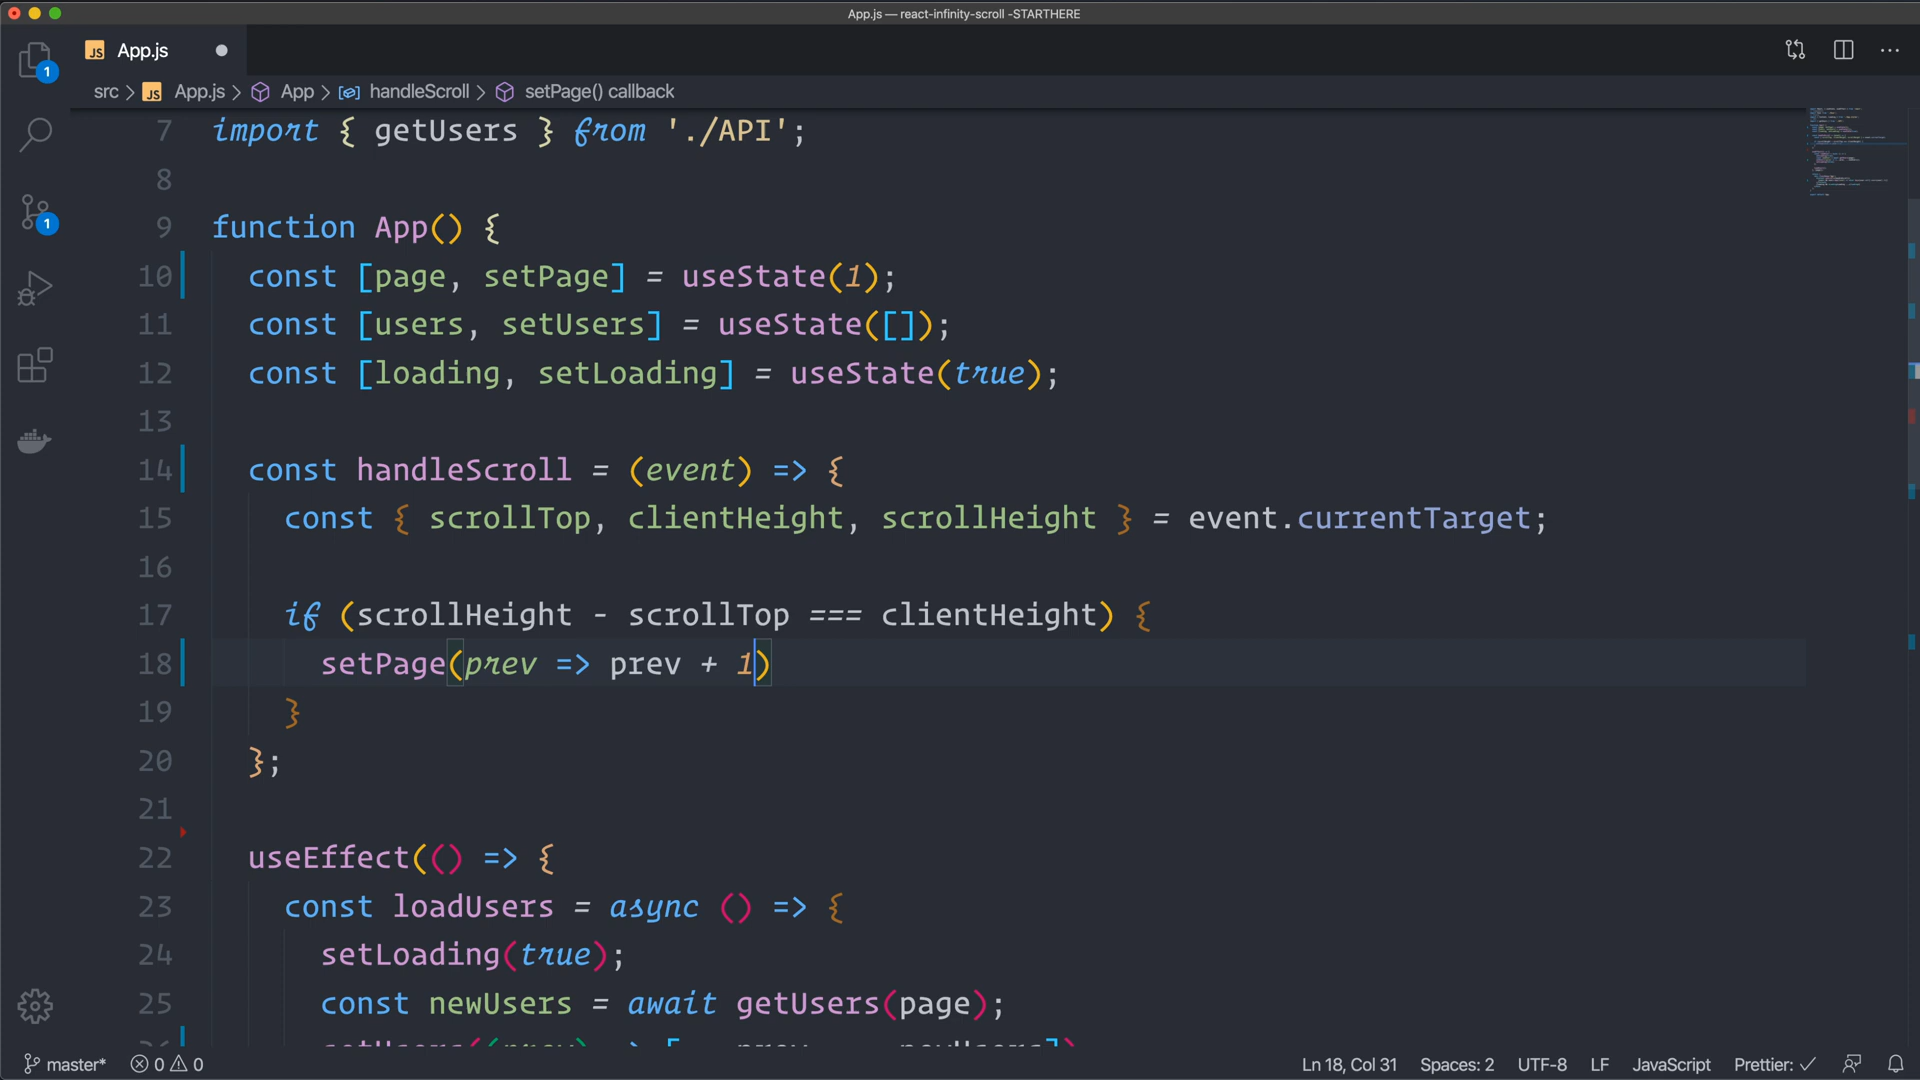 App.js — react-infinity-scroll -STARTHERE
1
JS App.js
src > JS App.js > App > handleScroll > setPage() callback
7 import { getUsers } from './API';
8
9 function App() {
10 const [page, setPage] = useState(1);
11 const [users, setUsers] = useState([]);
12 const [loading, setLoading] = useState(true);
13
14 const handleScroll = (event) => {
15 const { scrollTop, clientHeight, scrollHeight } = event.currentTarget;
16
17 if (scrollHeight - scrollTop === clientHeight) {
18 setPage(prev => prev + 1)
19 }
20 };
21
22 useEffect(() => {
23 const loadUsers = async () => {
24 setLoading(true);
25 const newUsers = await getUsers(page);
1
master* 0 0 Ln 18, Col 31 Spaces: 2 UTF-8 LF JavaScript Prettier: ✓